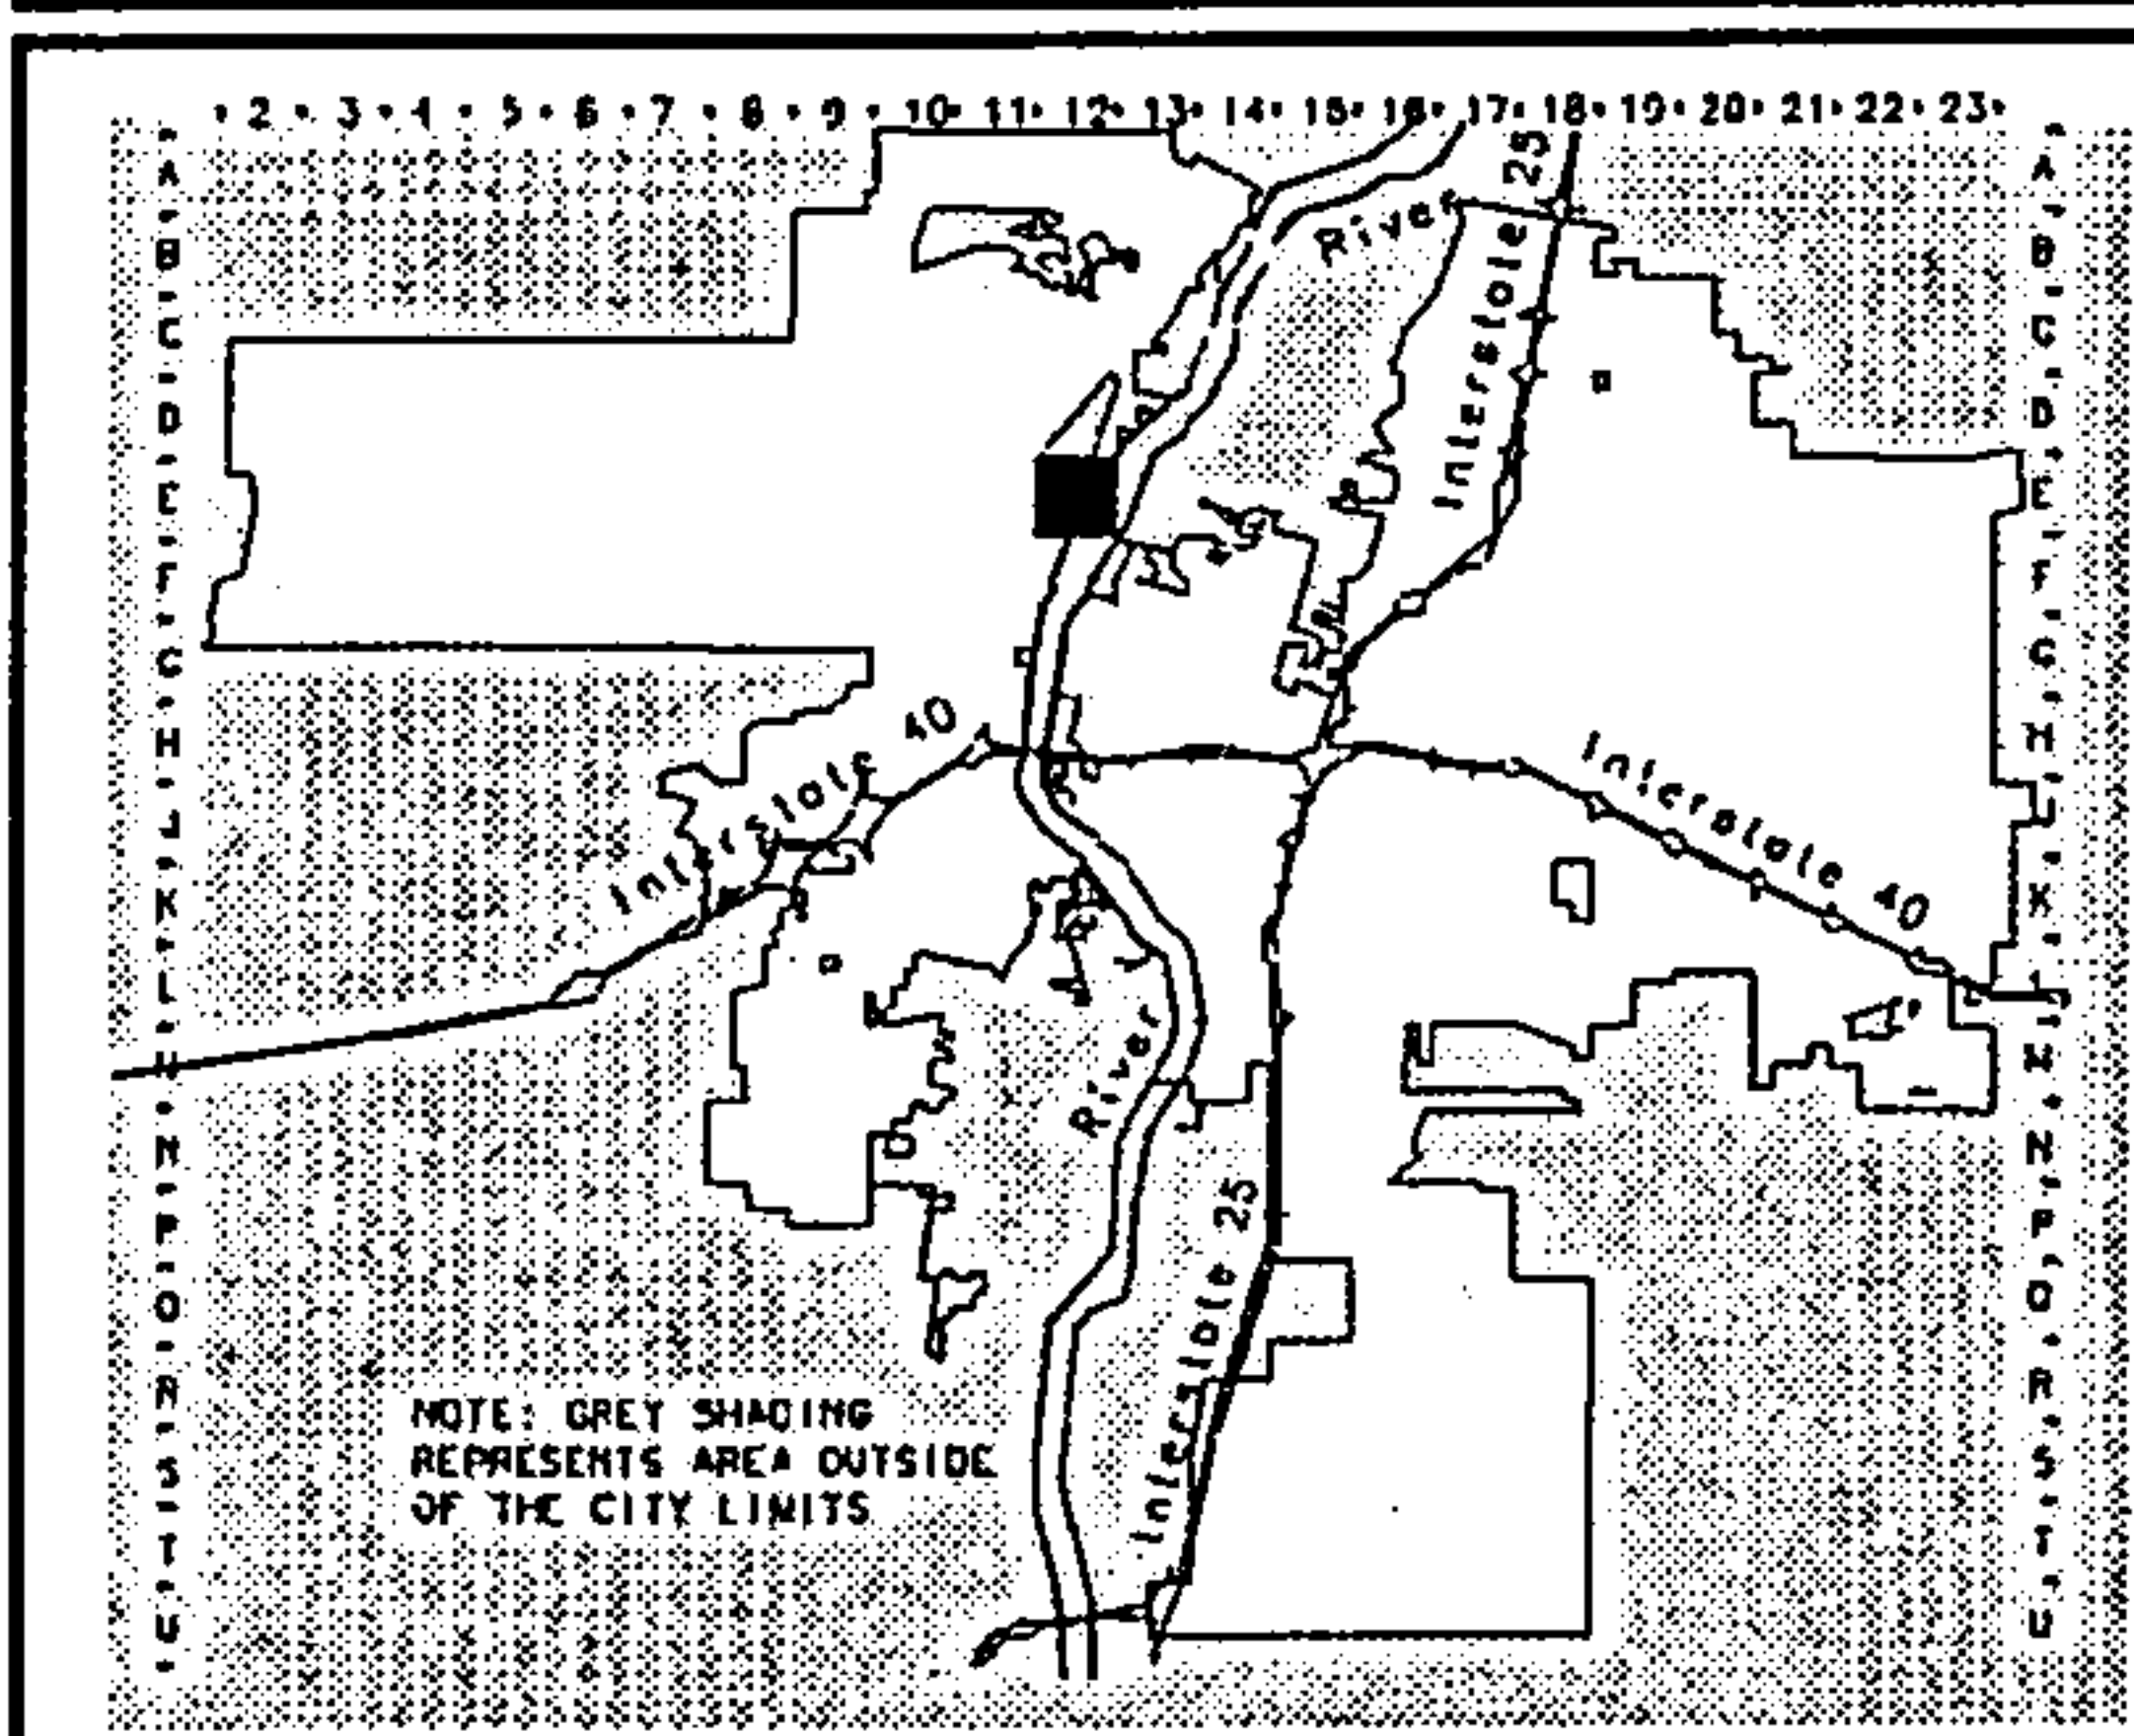 2 · 3 · 4 · 5 · 6 · 7 · 8 · 9 · 10 · 11 · 12 · 13 · 14 · 15 · 16 · 17 · 18 · 19 · 20 · 21 · 22 · 23
A A
B B
C C
D D
E E
F F
G G
H H
J J
K K
L L
M M
N N
P P
Q Q
R R
S S
T T
U U
River
Interstate 25
Interstate 25
Interstate 40
Interstate 40
River
Interstate 25
NOTE: GREY SHADING
REPRESENTS AREA OUTSIDE
OF THE CITY LIMITS